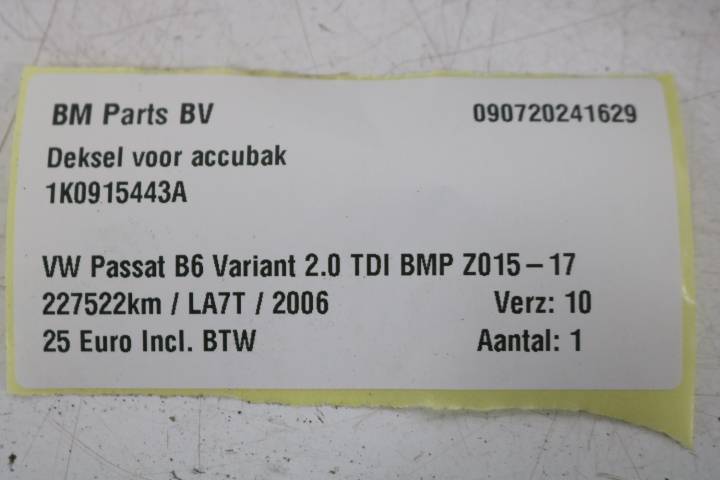 BM Parts BV 090720241629
Deksel voor accubak
1K0915443A
VW Passat B6 Variant 2.0 TDI BMP Z015-17
227522km / LA7T / 2006 Verz: 10
25 Euro Incl. BTW Aantal: 1